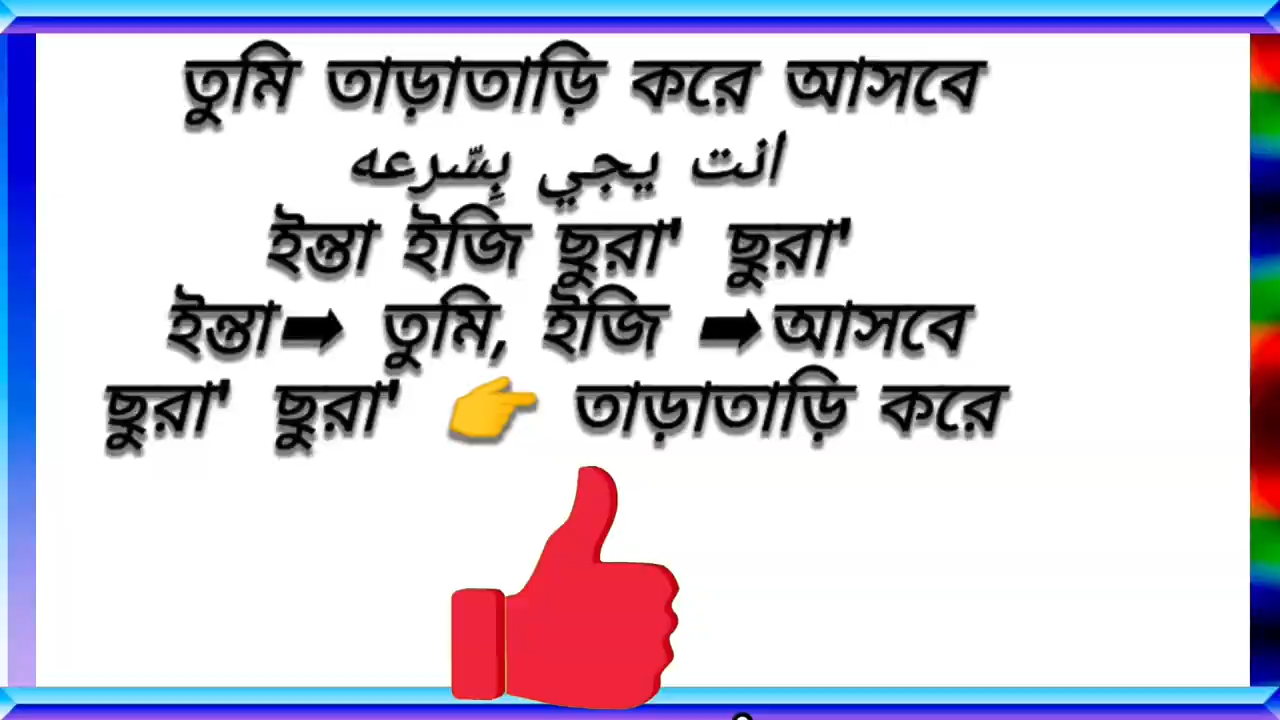 তুমি তাড়াতাড়ি করে আসবে
انت يجي بِسّرعه
ইন্তা ইজি ছুরা' ছুরা'
ইন্তা➡ তুমি, ইজি ➡আসবে
ছুরা' ছুরা' 👉 তাড়াতাড়ি করে